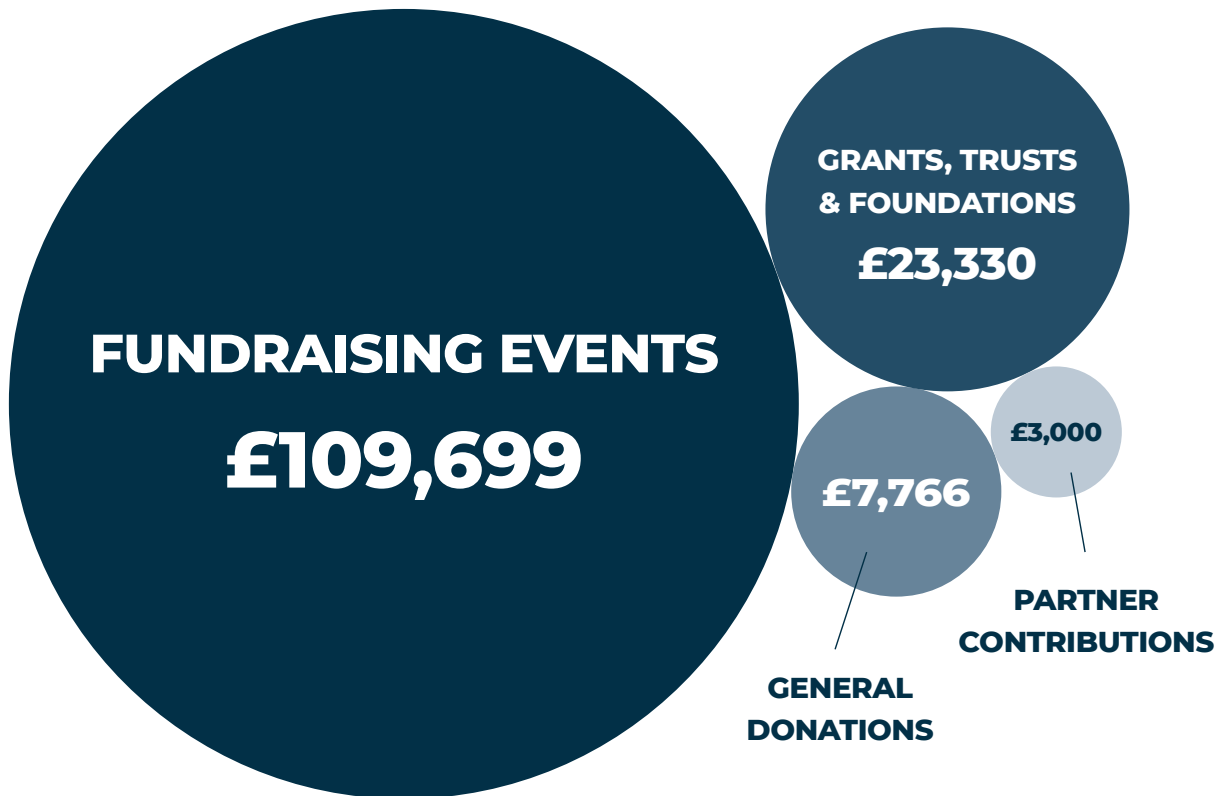 FUNDRAISING EVENTS
£109,699
GRANTS, TRUSTS
& FOUNDATIONS
£23,330
£7,766
GENERAL
DONATIONS
£3,000
PARTNER
CONTRIBUTIONS